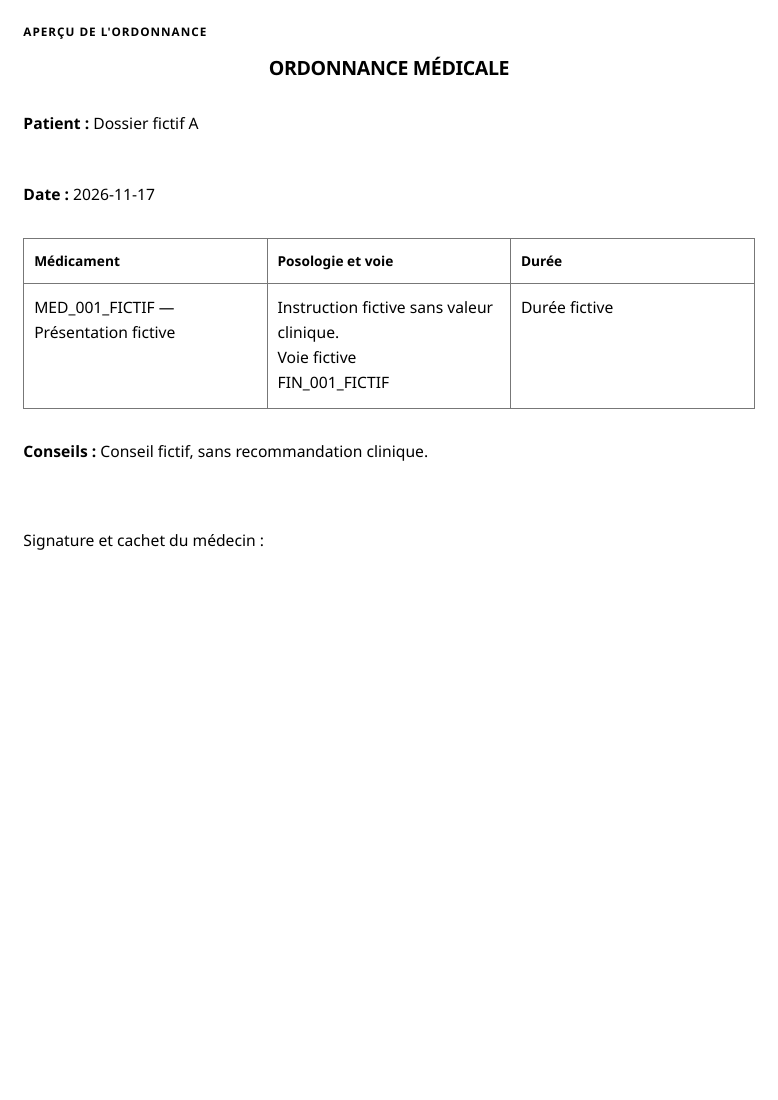 APERÇU DE L'ORDONNANCE
ORDONNANCE MÉDICALE
Patient : Dossier fictif A
Date : 2026-11-17
Médicament Posologie et voie Durée
MED_001_FICTIF — Instruction fictive sans valeur Durée fictive
Présentation fictive clinique.
Voie fictive
FIN_001_FICTIF
Conseils : Conseil fictif, sans recommandation clinique.
Signature et cachet du médecin :